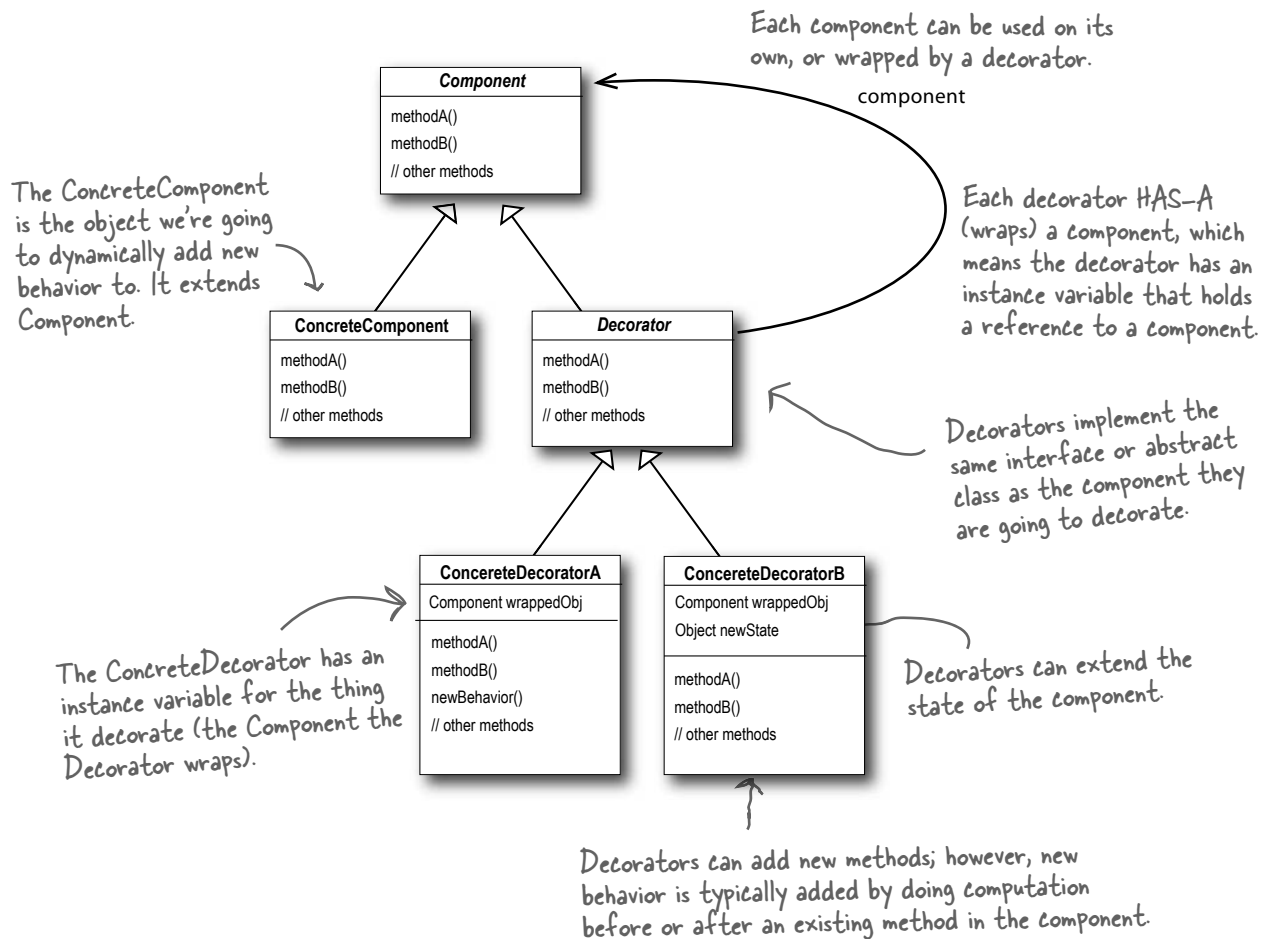 Each component can be used on its
own, or wrapped by a decorator.
component
Component
methodA()
methodB()
// other methods
The ConcreteComponent
is the object we're going
to dynamically add new
behavior to. It extends
Component.
Each decorator HAS-A
(wraps) a component, which
means the decorator has an
instance variable that holds
a reference to a component.
ConcreteComponent
methodA()
methodB()
// other methods
Decorator
methodA()
methodB()
// other methods
Decorators implement the
same interface or abstract
class as the component they
are going to decorate.
ConcereteDecoratorA
Component wrappedObj
methodA()
methodB()
newBehavior()
// other methods
ConcereteDecoratorB
Component wrappedObj
Object newState
methodA()
methodB()
// other methods
The ConcreteDecorator has an
instance variable for the thing
it decorate (the Component the
Decorator wraps).
Decorators can extend the
state of the component.
Decorators can add new methods; however, new
behavior is typically added by doing computation
before or after an existing method in the component.